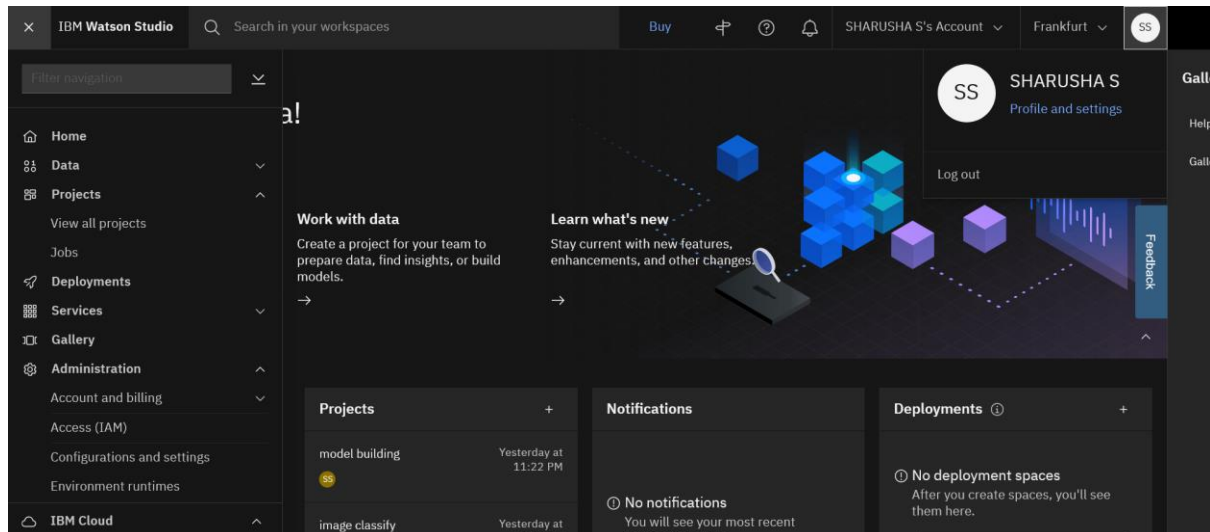 IBM Watson Studio
Search in your workspaces
Buy
SHARUSHA S's Account
Frankfurt
SS
Filter navigation
Home
Data
Projects
View all projects
Jobs
Deployments
Services
Gallery
Administration
Account and billing
Access (IAM)
Configurations and settings
Environment runtimes
IBM Cloud
a!
Work with data
Create a project for your team to
prepare data, find insights, or build
models.
Learn what's new
Stay current with new features,
enhancements, and other changes.
SS
SHARUSHA S
Profile and settings
Log out
Feedback
Projects
model building
Yesterday at
11:22 PM
SS
image classify
Yesterday at
Notifications
No notifications
You will see your most recent
Deployments
No deployment spaces
After you create spaces, you'll see
them here.
Gall
Help
Gall